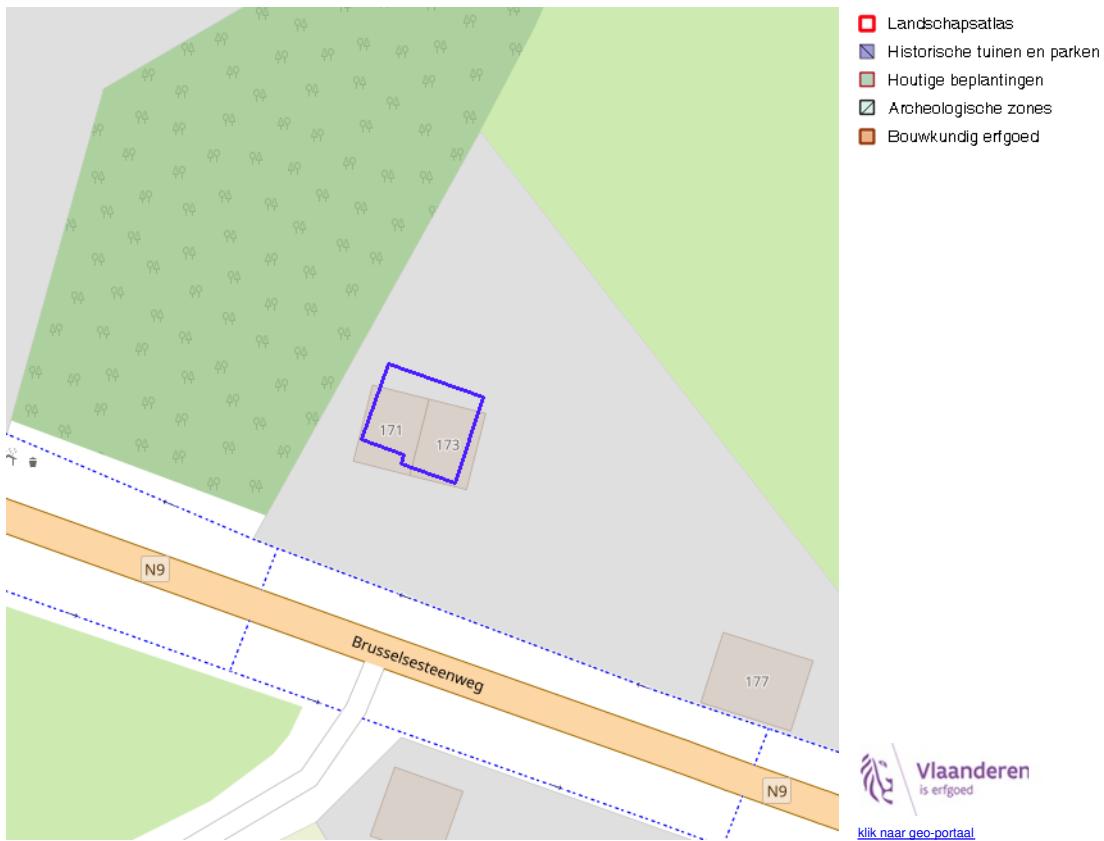 Landschapsatlas
Historische tuinen en parken
Houtige beplantingen
Archeologische zones
Bouwkundig erfgoed
171
173
N9
Brusselsesteenweg
177
N9
Vlaanderen
is erfgoed
klik naar geo-portaal